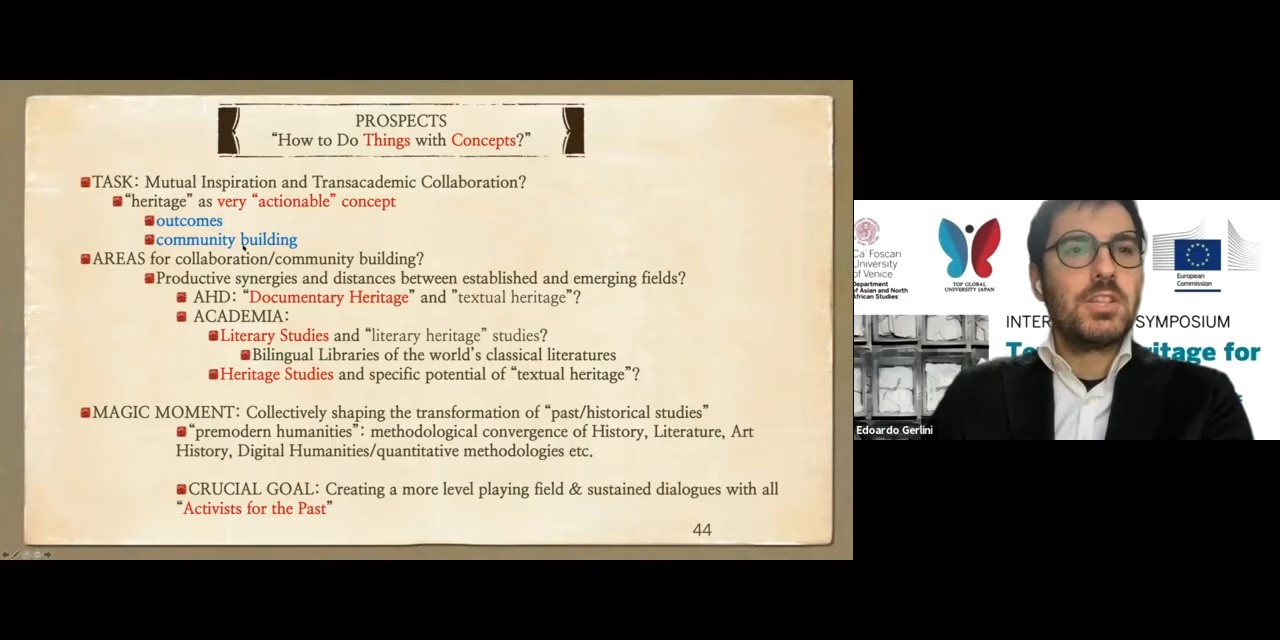 PROSPECTS
“How to Do Things with Concepts?”
TASK: Mutual Inspiration and Transacademic Collaboration?
“heritage” as very “actionable” concept
outcomes
community building
AREAS for collaboration/community building?
Productive synergies and distances between established and emerging fields?
AHD: “Documentary Heritage” and "textual heritage”?
ACADEMIA:
Literary Studies and “literary heritage” studies?
Bilingual Libraries of the world’s classical literatures
Heritage Studies and specific potential of “textual heritage”?
MAGIC MOMENT: Collectively shaping the transformation of “past/historical studies”
“premodern humanities”: methodological convergence of History, Literature, Art
History, Digital Humanities/quantitative methodologies etc.
CRUCIAL GOAL: Creating a more level playing field & sustained dialogues with all
“Activists for the Past”
44
Ca' Foscari
University
of Venice
Department
of Asian and North
African Studies
TOP GLOBAL
UNIVERSITY JAPAN
European
Commission
INTER SYMPOSIUM
Te ritage for
Edoardo Gerlini